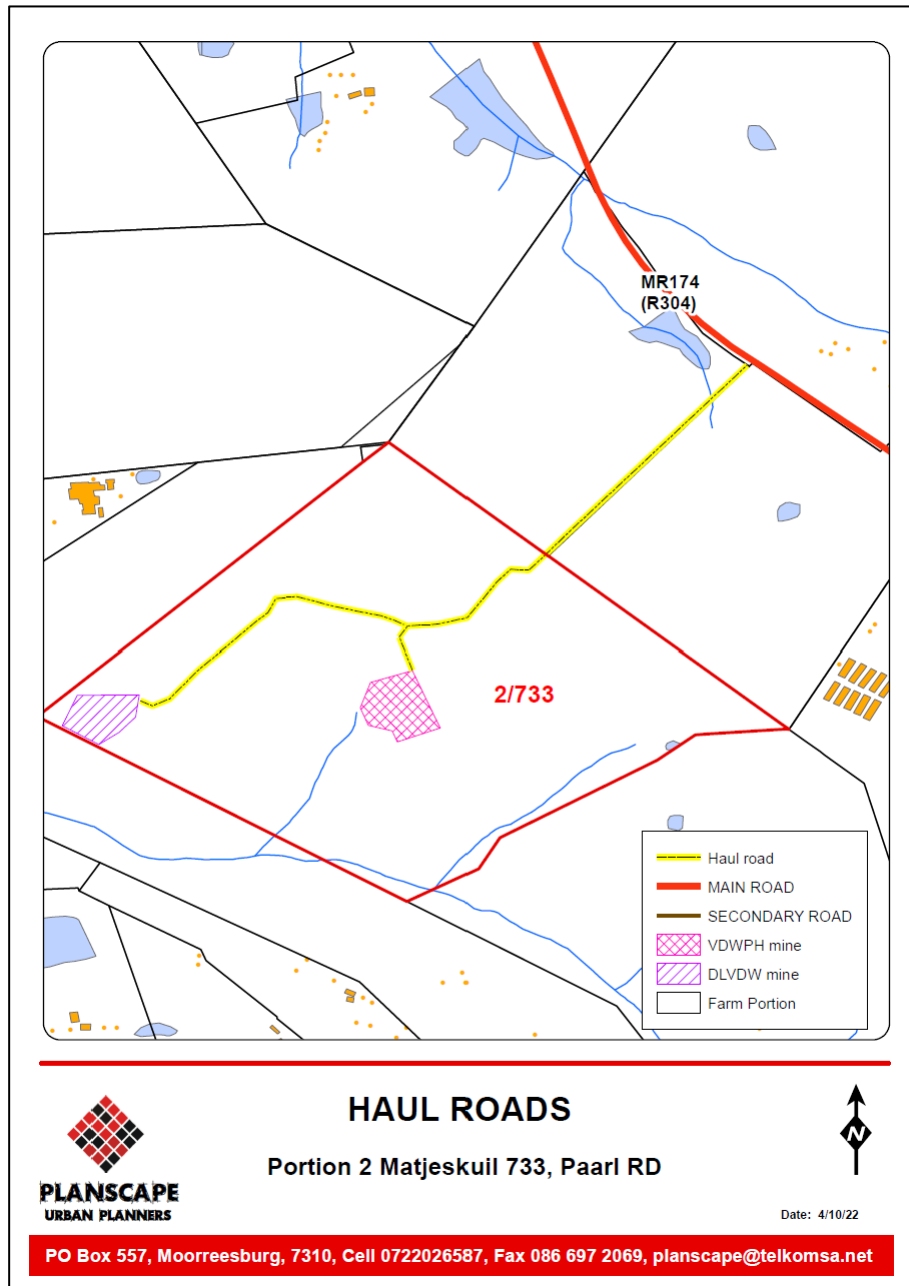 MR174
(R304)
2/733
Haul road
MAIN ROAD
SECONDARY ROAD
VDWPH mine
DLVDW mine
Farm Portion
HAUL ROADS
Portion 2 Matjeskuil 733, Paarl RD
N
PLANSCAPE
URBAN PLANNERS
Date: 4/10/22
PO Box 557, Moorreesburg, 7310, Cell 0722026587, Fax 086 697 2069, planscape@telkomsa.net